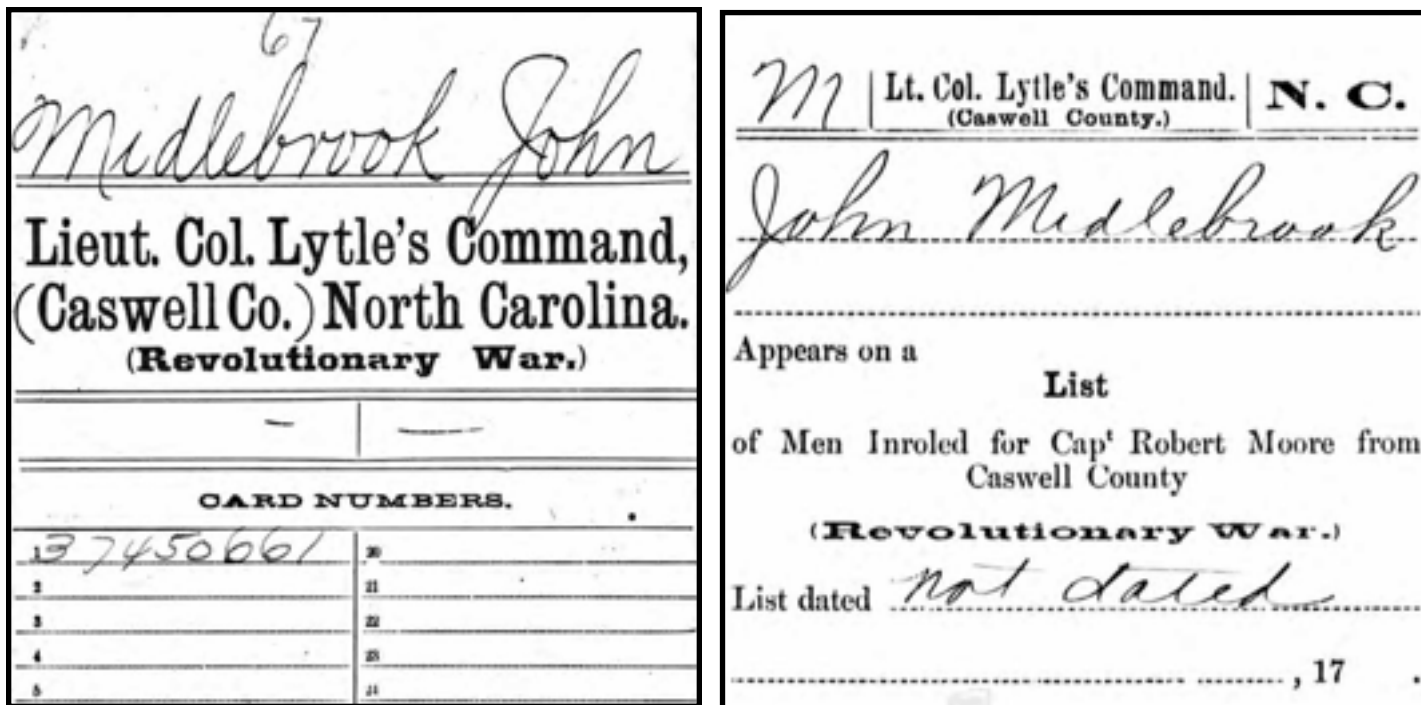 67
Midlebrook John
Lieut. Col. Lytle's Command,
(Caswell Co.) North Carolina.
(Revolutionary War.)
— —
CARD NUMBERS.
1 37450661 20
2 21
3 22
4 23
5 24
M Lt. Col. Lytle's Command. N. C.
(Caswell County.)
John Midlebrook
Appears on a
List
of Men Inroled for Capt Robert Moore from
Caswell County
(Revolutionary War.)
List dated not dated
, 17 .